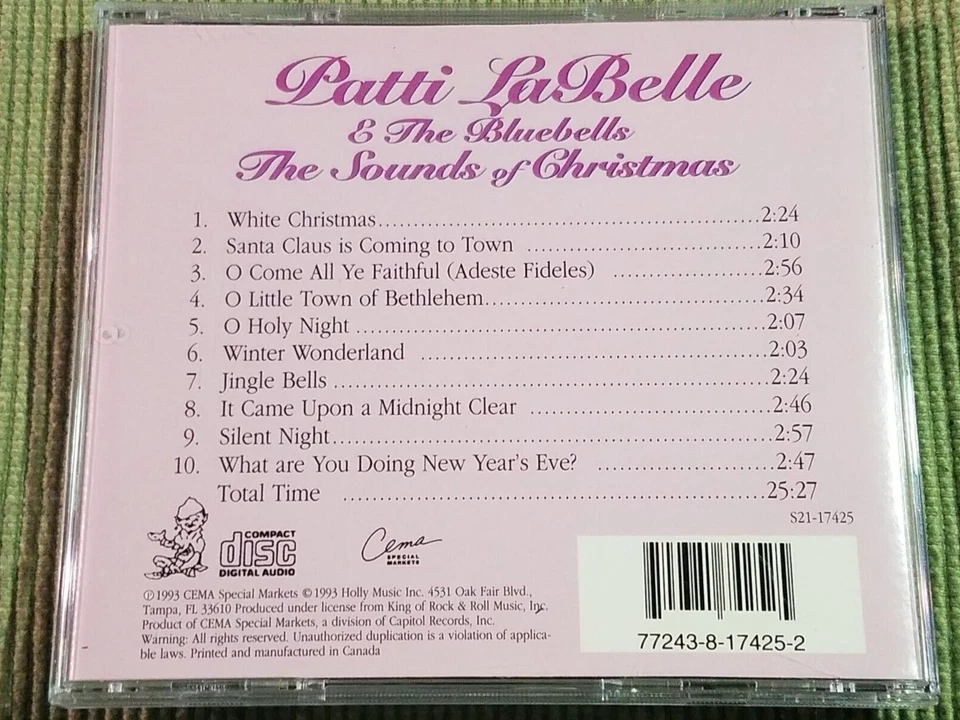 Patti LaBelle
& The Bluebells
The Sounds of Christmas
1. White Christmas....................................................2:24
2. Santa Claus is Coming to Town ................................2:10
3. O Come All Ye Faithful (Adeste Fideles) .....................2:56
4. O Little Town of Bethlehem......................................2:34
5. O Holy Night ........................................................2:07
6. Winter Wonderland ...............................................2:03
7. Jingle Bells ...........................................................2:24
8. It Came Upon a Midnight Clear ................................2:46
9. Silent Night...........................................................2:57
10. What are You Doing New Year's Eve? ......................2:47
Total Time ..........................................................25:27
S21-17425
COMPACT
disc
DIGITAL AUDIO
Cema
SPECIAL
MARKETS
℗1993 CEMA Special Markets ©1993 Holly Music Inc. 4531 Oak Fair Blvd.,
Tampa, FL 33610 Produced under license from King of Rock & Roll Music, Inc.
Product of CEMA Special Markets, a division of Capitol Records, Inc.
Warning: All rights reserved. Unauthorized duplication is a violation of applica-
ble laws. Printed and manufactured in Canada
77243-8-17425-2